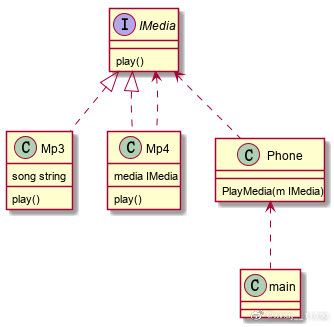 I IMedia
play()
C Mp3
song string
play()
C Mp4
media IMedia
play()
C Phone
PlayMedia(m IMedia)
C main